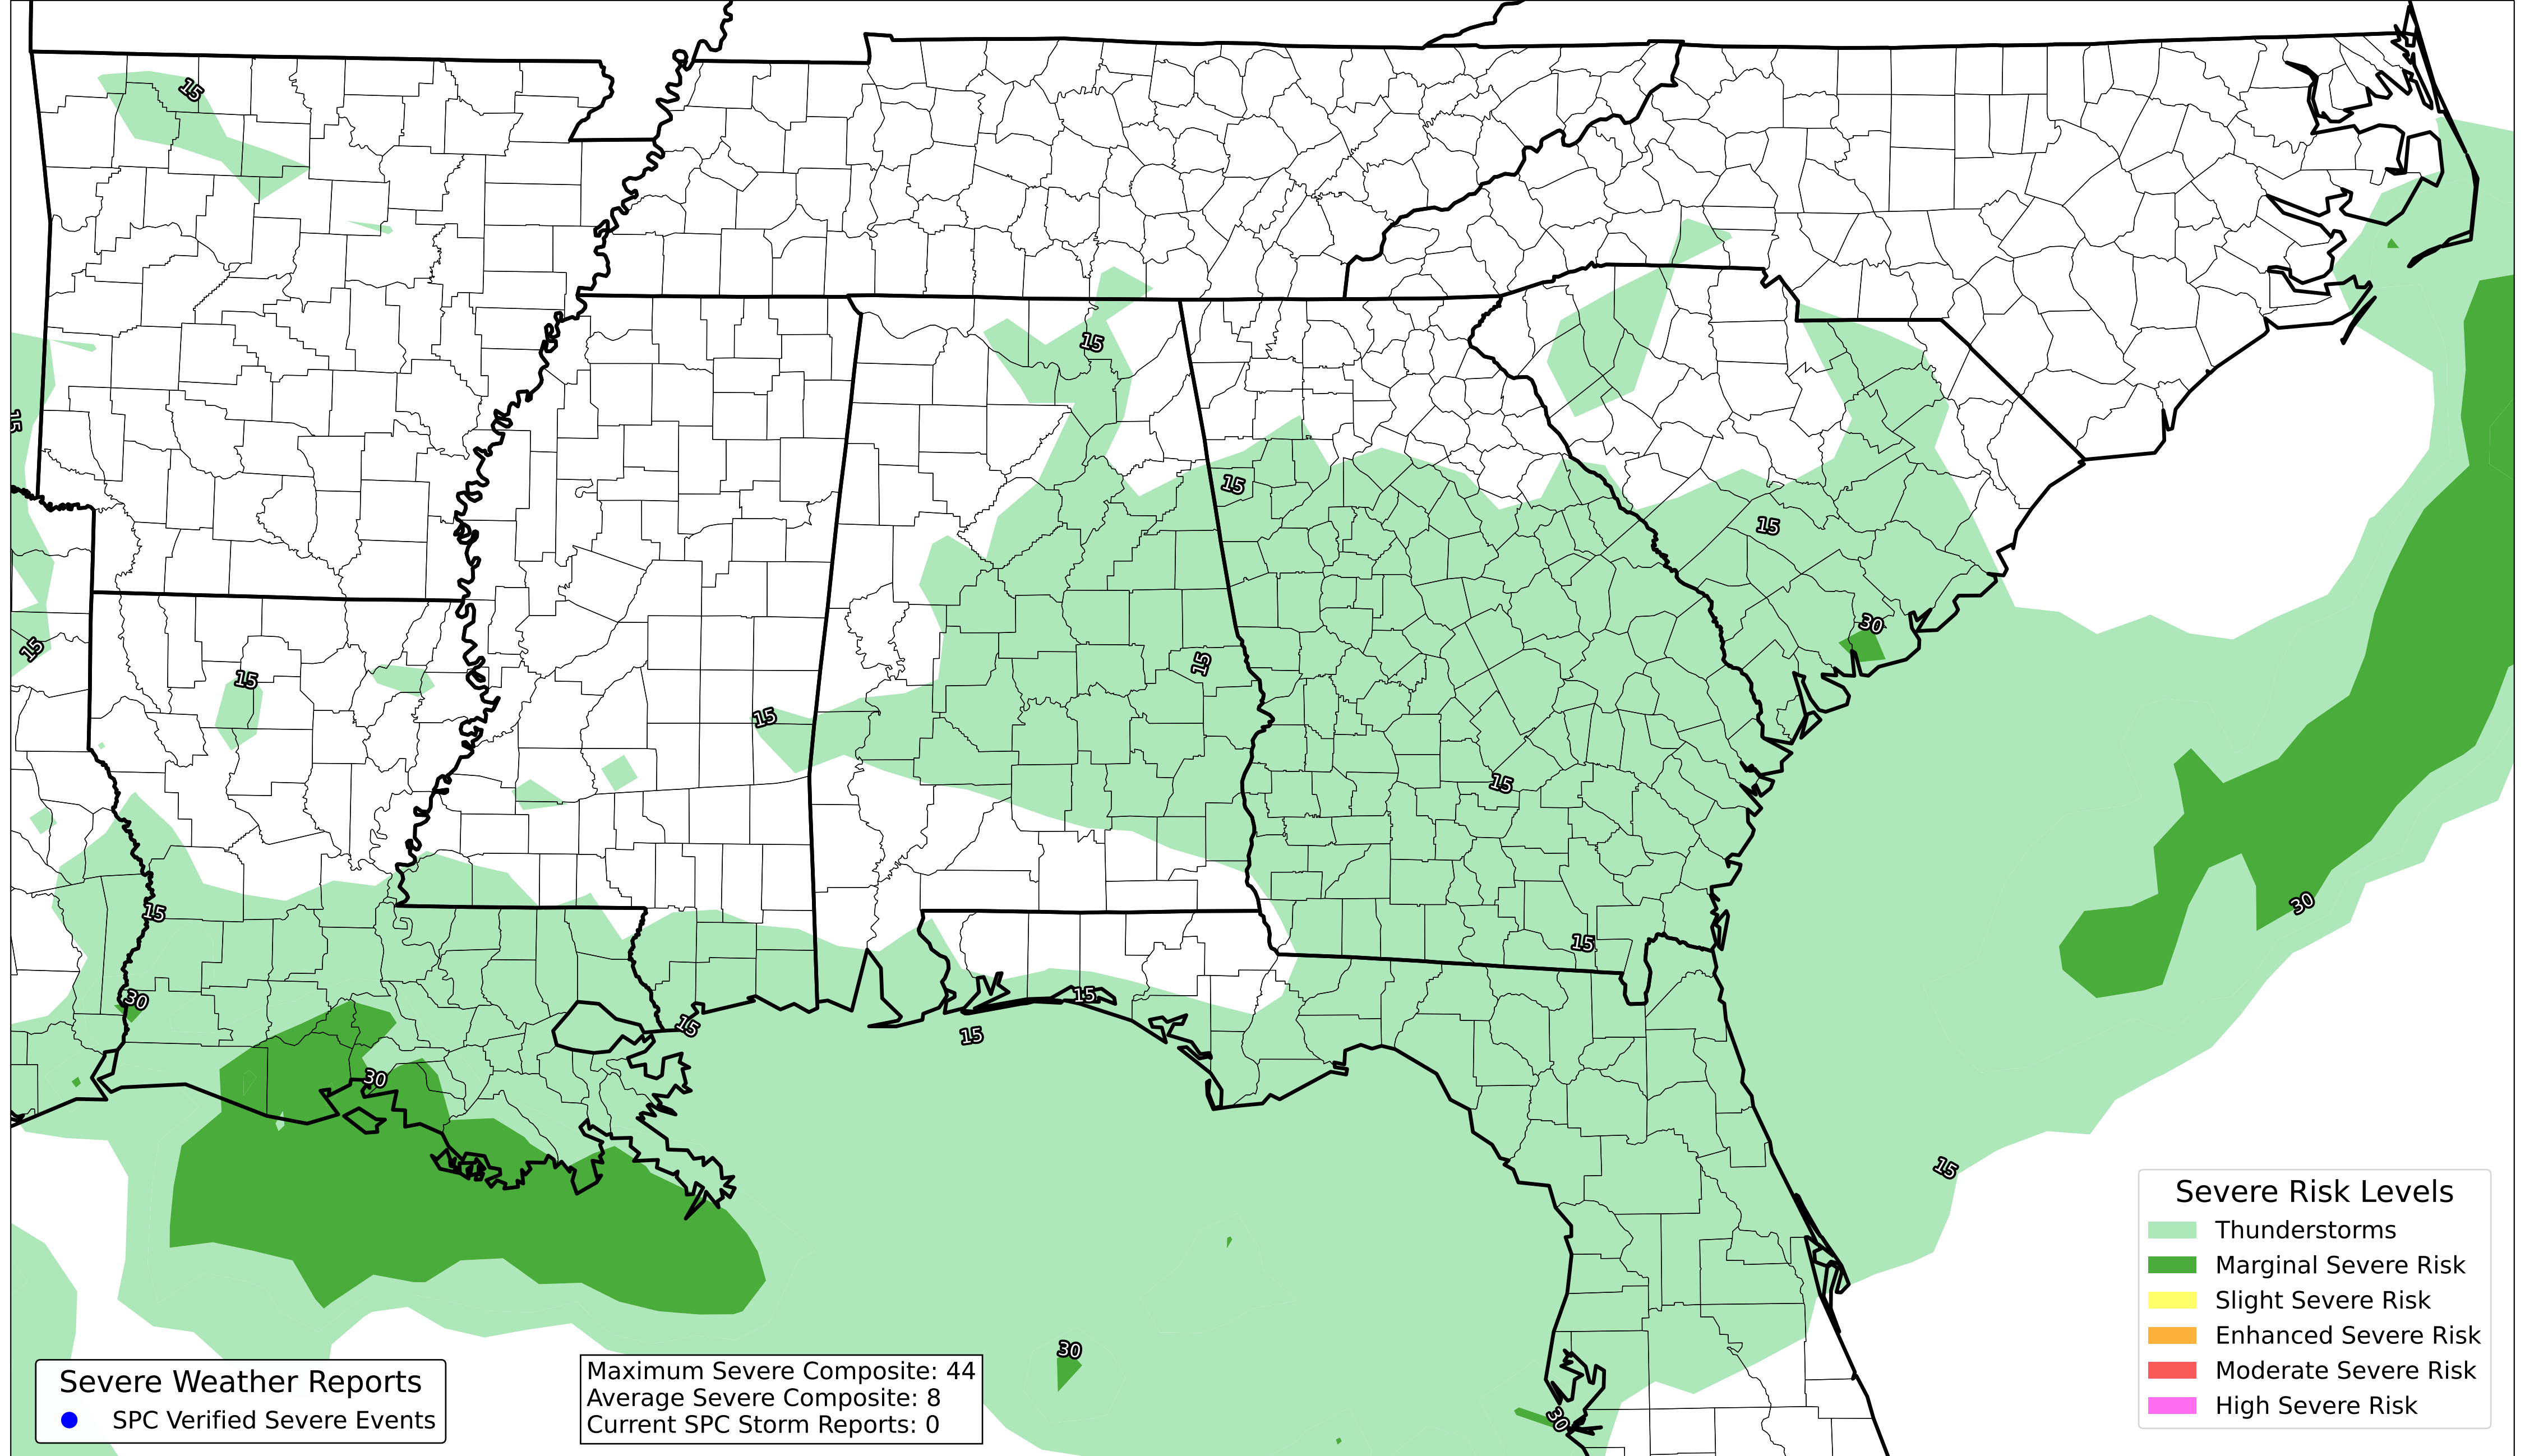 15
15
15
15
15
15
30
15
15
15
15
15
30
15
15
30
15
15
15
30
15
30
30
Severe Risk Levels
Thunderstorms
Marginal Severe Risk
Slight Severe Risk
Enhanced Severe Risk
Moderate Severe Risk
High Severe Risk
Severe Weather Reports
SPC Verified Severe Events
Maximum Severe Composite: 44
Average Severe Composite: 8
Current SPC Storm Reports: 0